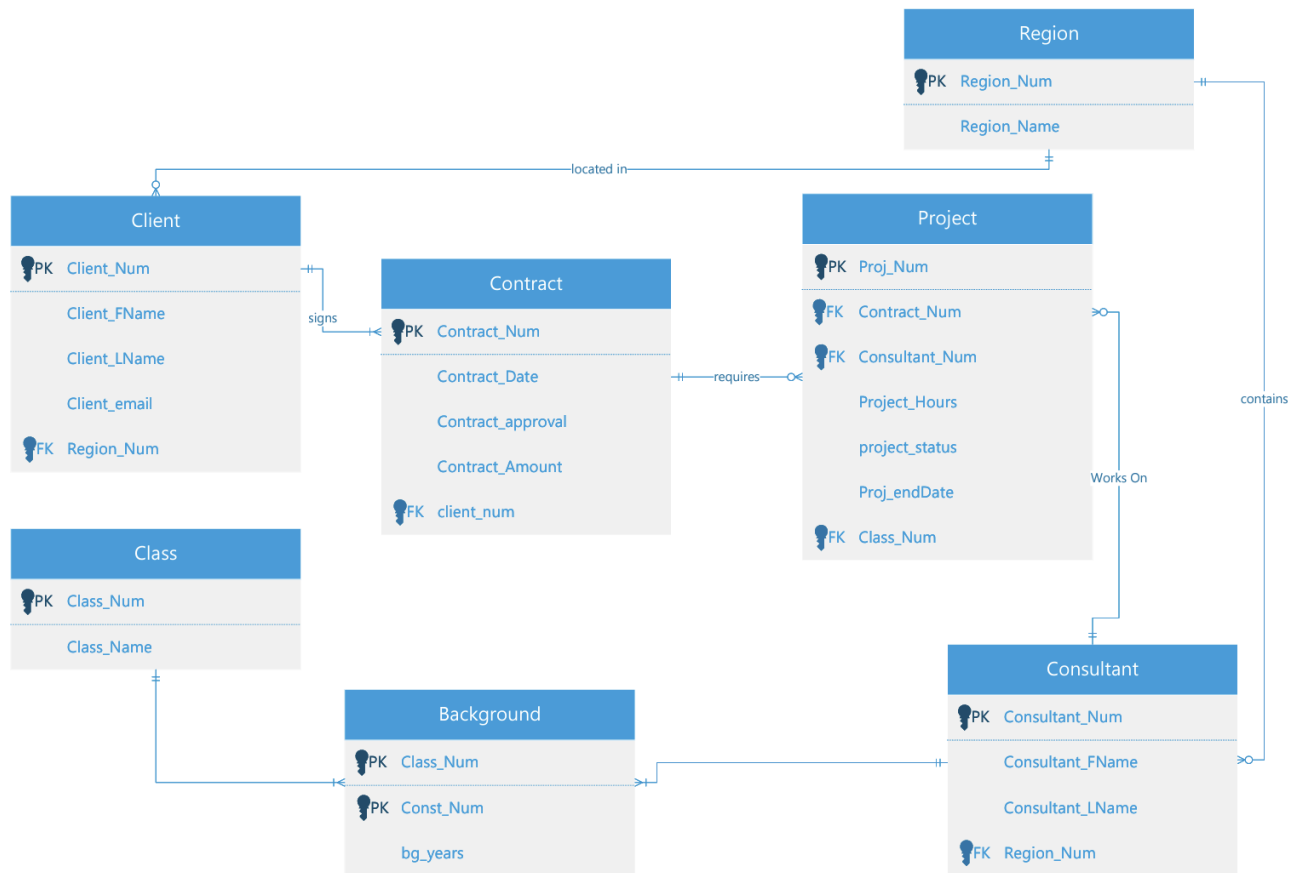 Region
PK Region_Num
Region_Name
located in
Client
PK Client_Num
Client_FName
Client_LName
Client_email
FK Region_Num
signs
Contract
PK Contract_Num
Contract_Date
Contract_approval
Contract_Amount
FK client_num
requires
Project
PK Proj_Num
FK Contract_Num
FK Consultant_Num
Project_Hours
project_status
Proj_endDate
FK Class_Num
contains
Works On
Class
PK Class_Num
Class_Name
Background
PK Class_Num
PK Const_Num
bg_years
Consultant
PK Consultant_Num
Consultant_FName
Consultant_LName
FK Region_Num